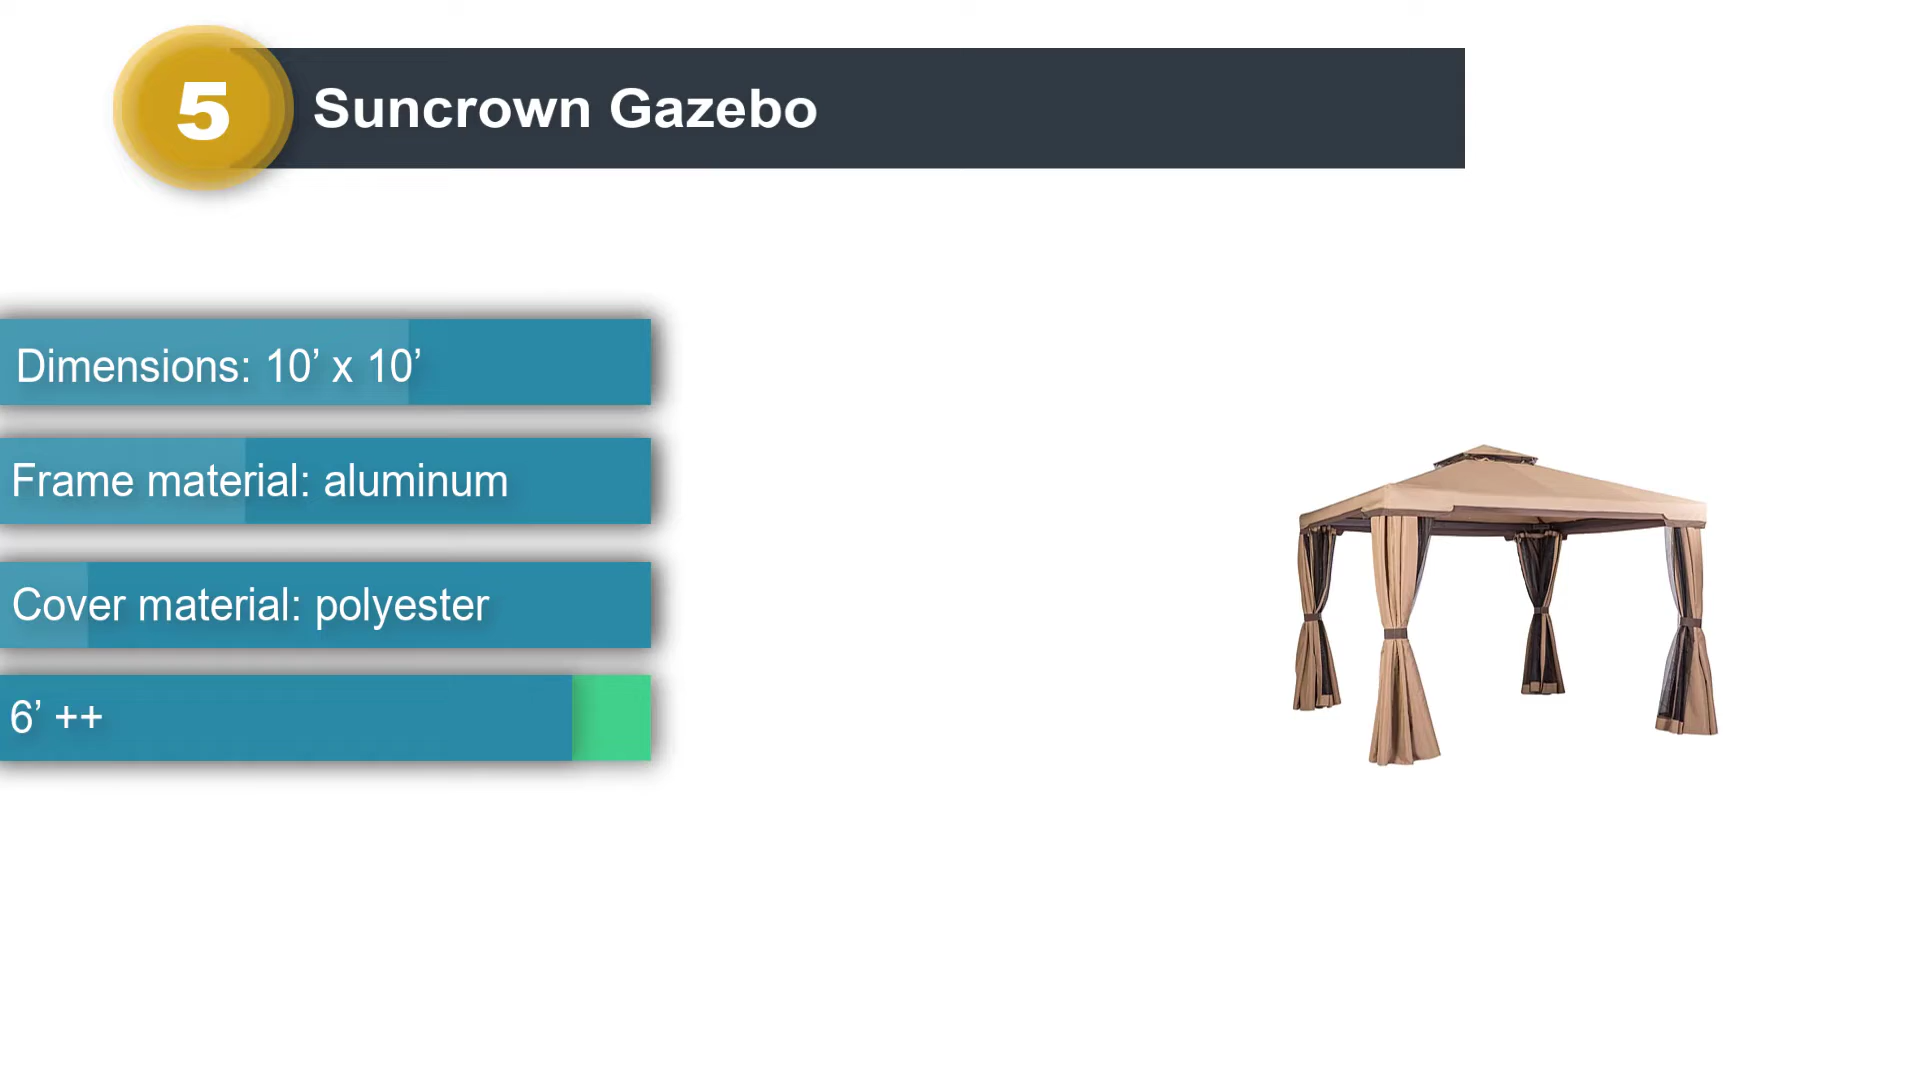 5
Suncrown Gazebo
Dimensions: 10’ x 10’
Frame material: aluminum
Cover material: polyester
6’ ++